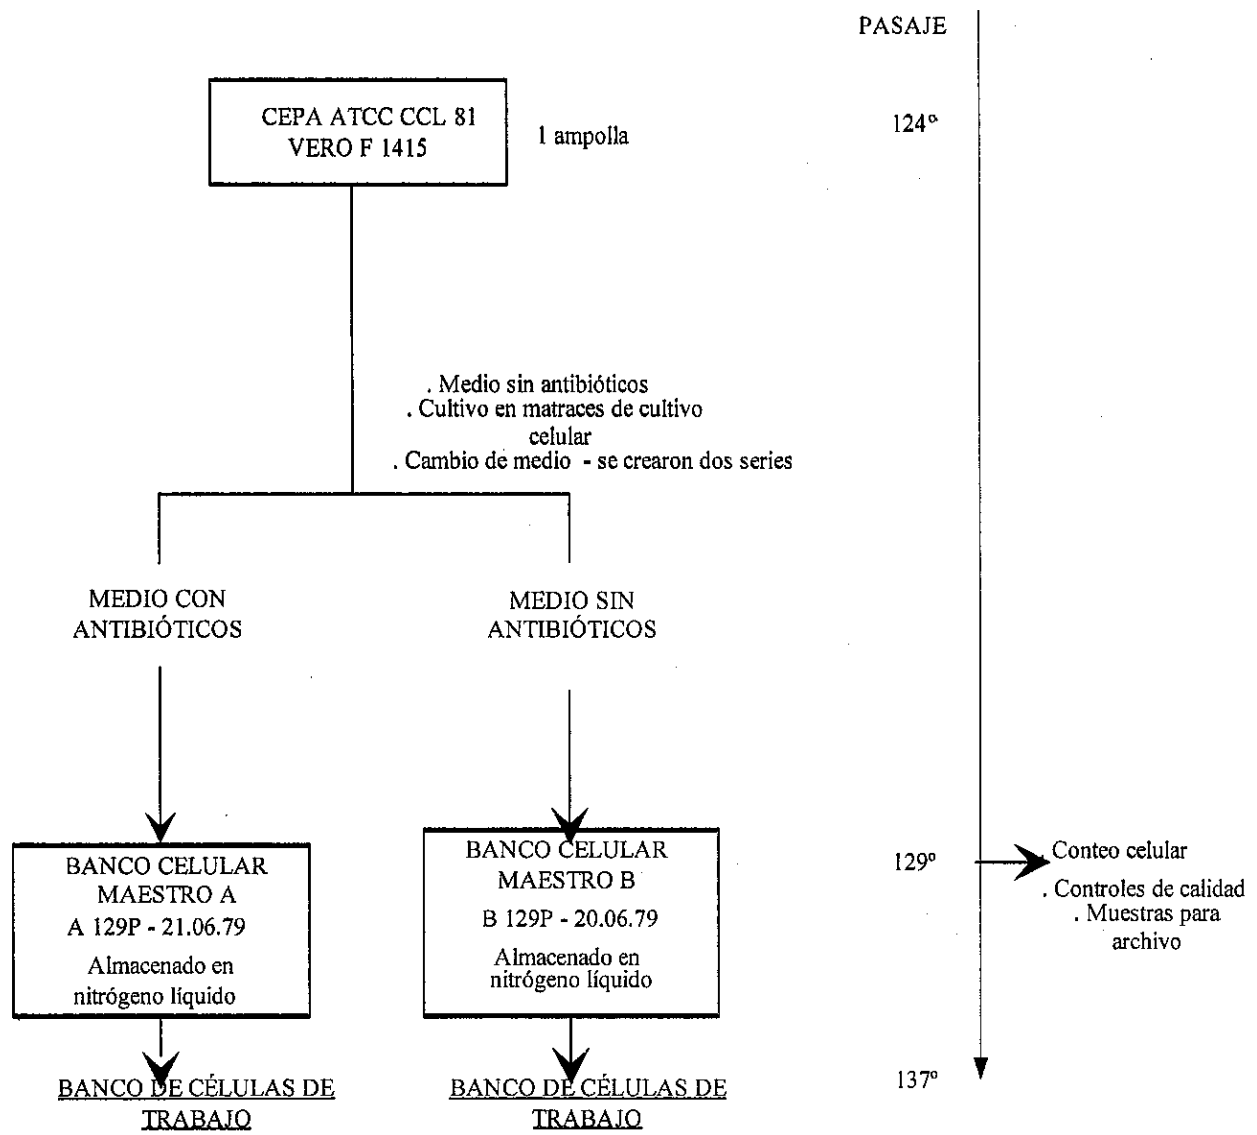 PASAJE
CEPA ATCC CCL 81
VERO F 1415
1 ampolla
124º
. Medio sin antibióticos
. Cultivo en matraces de cultivo
celular
. Cambio de medio - se crearon dos series
MEDIO CON
ANTIBIÓTICOS
MEDIO SIN
ANTIBIÓTICOS
BANCO CELULAR
MAESTRO A
A 129P - 21.06.79
Almacenado en
nitrógeno líquido
BANCO CELULAR
MAESTRO B
B 129P - 20.06.79
Almacenado en
nitrógeno líquido
129º
. Conteo celular
. Controles de calidad
. Muestras para
archivo
BANCO DE CÉLULAS DE
TRABAJO
BANCO DE CÉLULAS DE
TRABAJO
137º